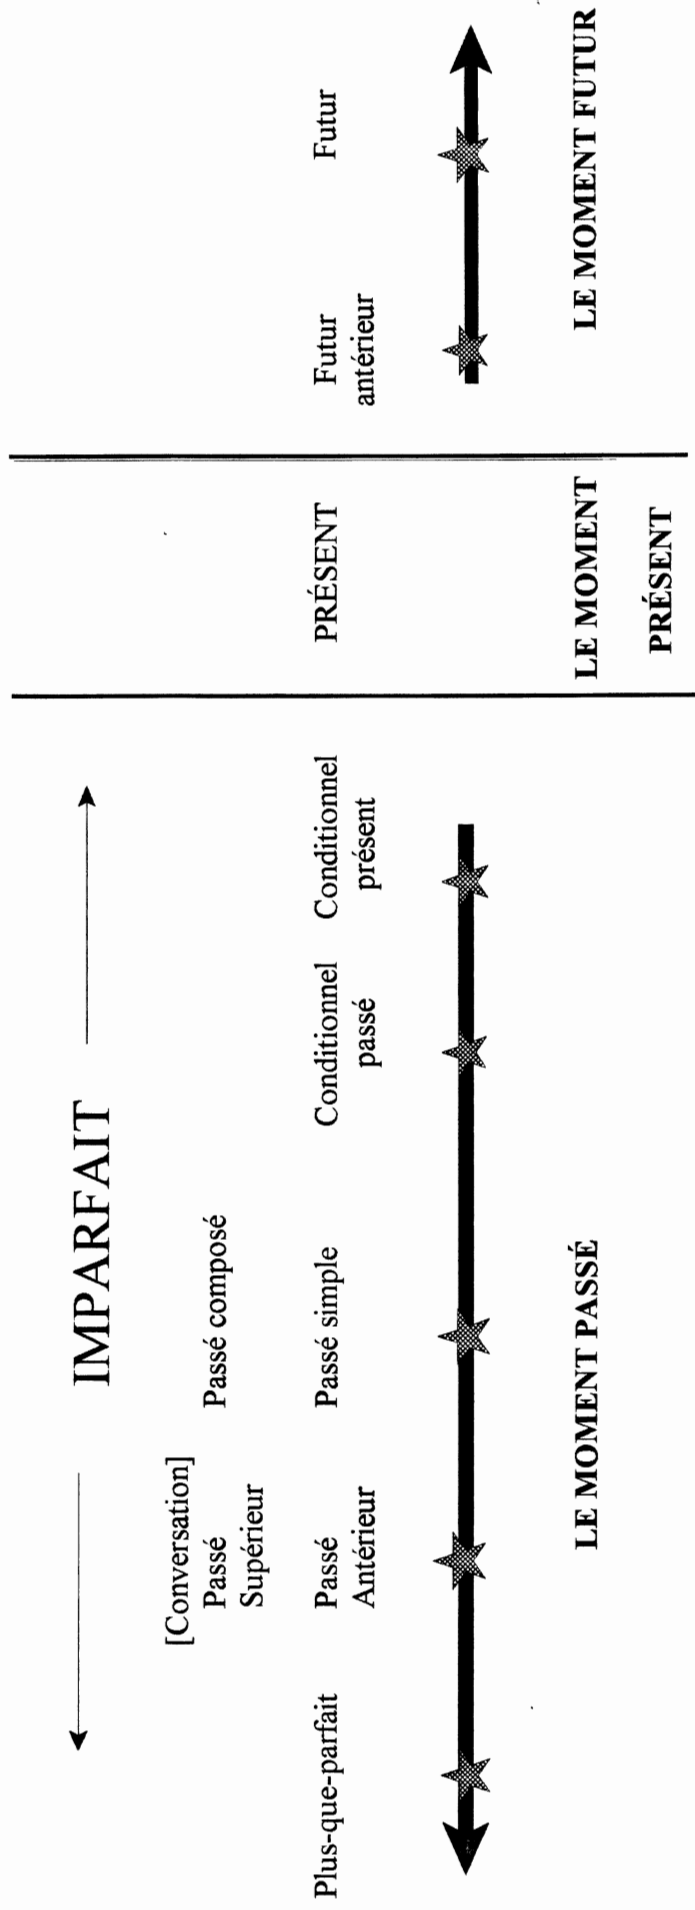 IMPARFAIT
[Conversation]
Passé
Supérieur
Passé composé
Plus-que-parfait
Passé
Antérieur
Passé simple
Conditionnel
passé
Conditionnel
présent
PRÉSENT
Futur
antérieur
Futur
LE MOMENT PASSÉ
LE MOMENT
PRÉSENT
LE MOMENT FUTUR